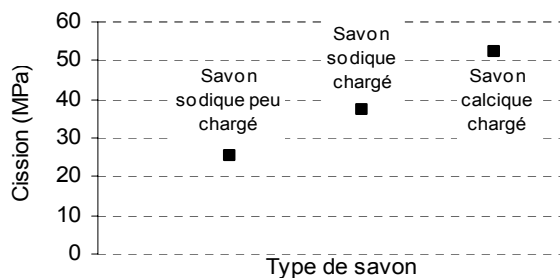 Cission (MPa)
60
50
40
30
20
10
0
Savon
sodique peu
chargé
Savon
sodique
chargé
Savon
calcique
chargé
Type de savon